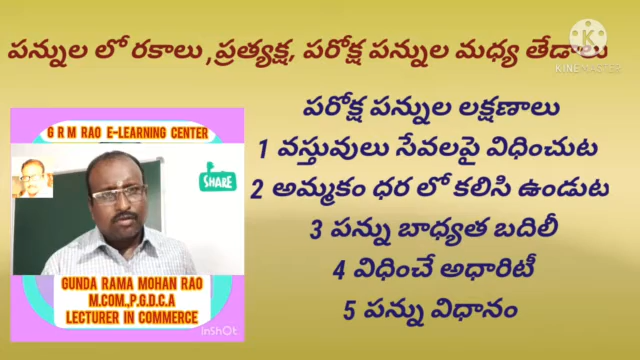 పన్నుల లో రకాలు ,ప్రత్యక్ష, పరోక్ష పన్నుల మధ్య తేడాలు
KINEMASTER
పరోక్ష పన్నుల లక్షణాలు
1 వస్తువులు సేవలపై విధించుట
2 అమ్మకం ధర లో కలిసి ఉండుట
3 పన్ను బాధ్యత బదిలీ
4 విధించే అధారిటీ
5 పన్ను విధానం
G R M RAO E-LEARNING CENTER
SHARE
GUNDA RAMA MOHAN RAO
M.COM.,P.G.D.C.A
LECTURER IN COMMERCE
InShOt